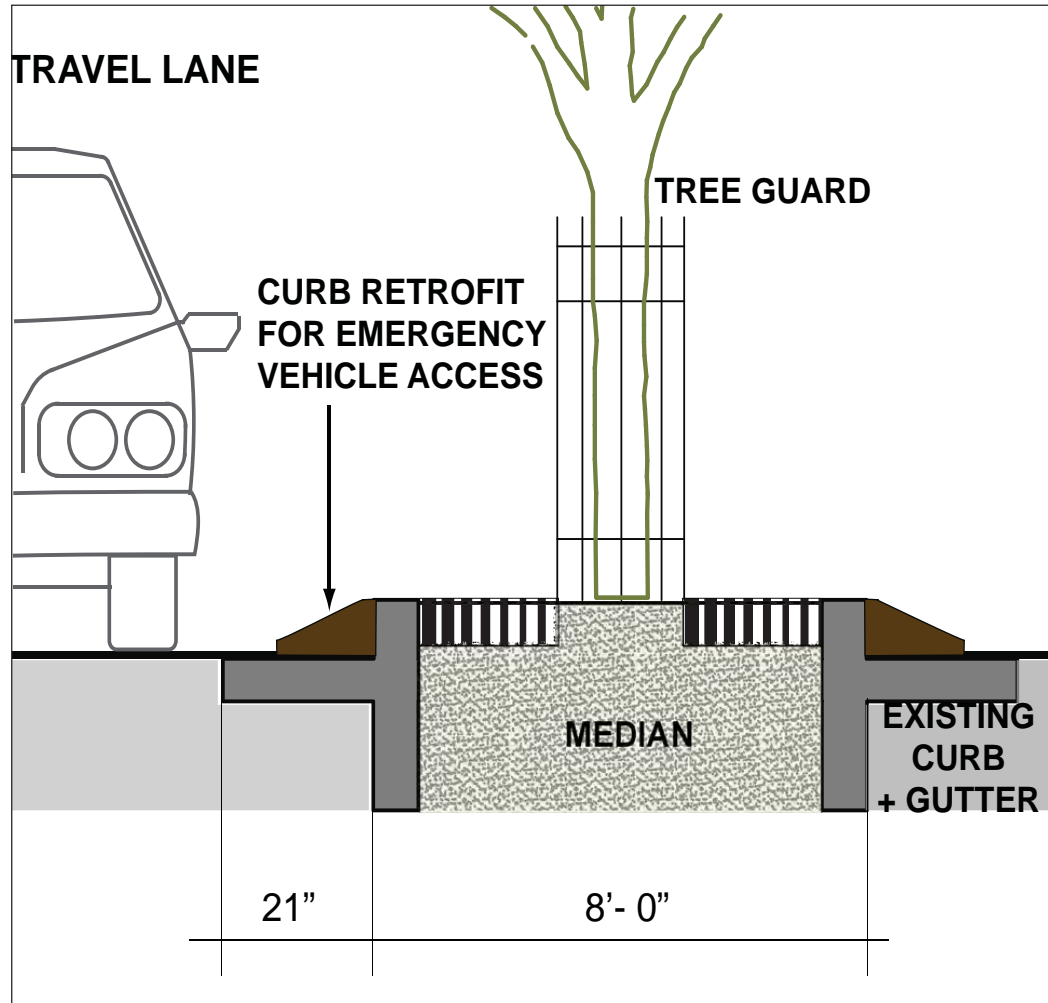 TRAVEL LANE
TREE GUARD
CURB RETROFIT
FOR EMERGENCY
VEHICLE ACCESS
MEDIAN
EXISTING
CURB
+ GUTTER
21”
8’- 0”